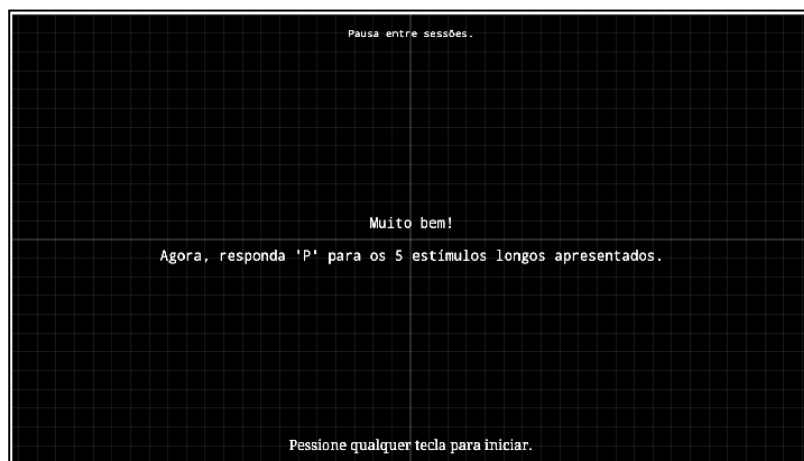 Pausa entre sessões.
Muito bem!
Agora, responda 'P' para os 5 estímulos longos apresentados.
Pessione qualquer tecla para iniciar.